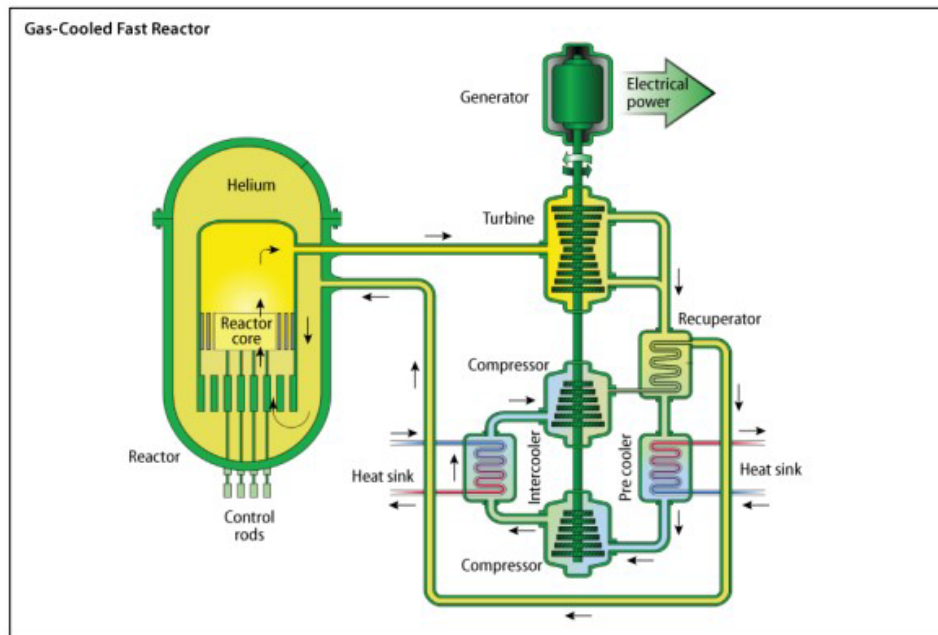 Gas-Cooled Fast Reactor
Generator
Electrical
power
Helium
Turbine
Reactor
core
Recuperator
Compressor
Reactor
Heat sink
Intercooler
Pre cooler
Heat sink
Control
rods
Compressor